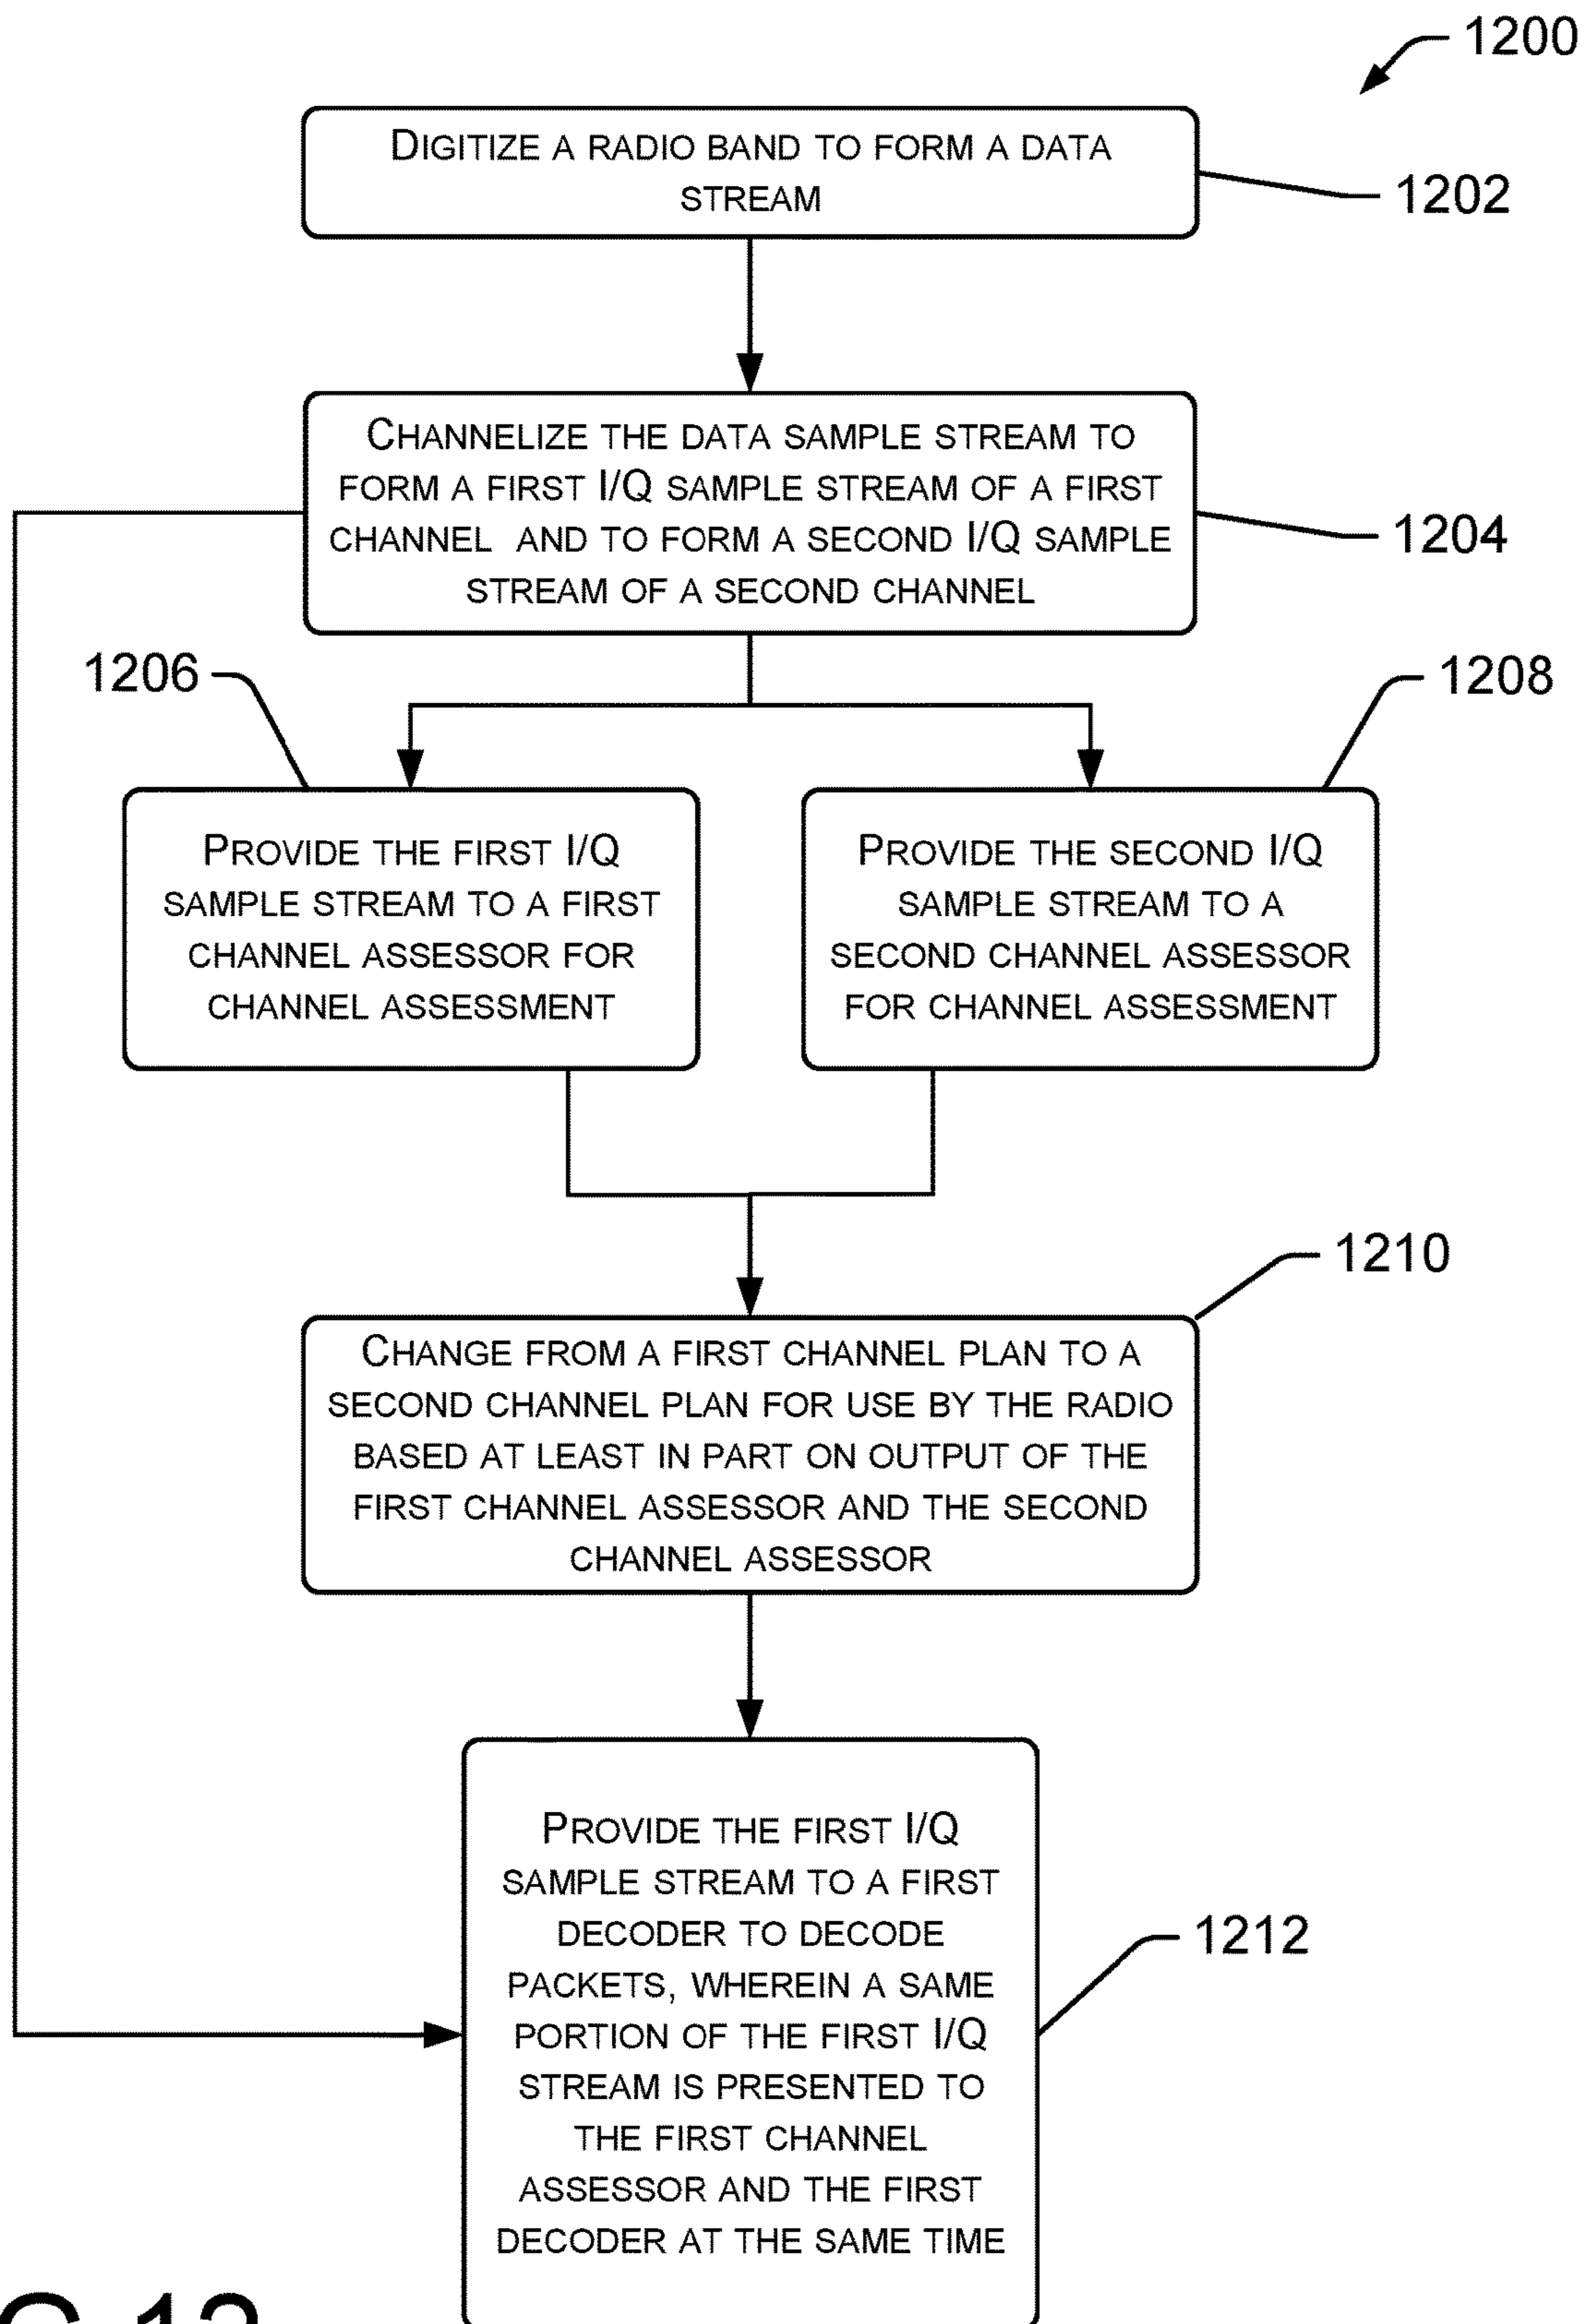 1200
DIGITIZE A RADIO BAND TO FORM A DATA
STREAM
1202
CHANNELIZE THE DATA SAMPLE STREAM TO
FORM A FIRST I/Q SAMPLE STREAM OF A FIRST
CHANNEL AND TO FORM A SECOND I/Q SAMPLE
STREAM OF A SECOND CHANNEL
1204
1206
1208
PROVIDE THE FIRST I/Q
SAMPLE STREAM TO A FIRST
CHANNEL ASSESSOR FOR
CHANNEL ASSESSMENT
PROVIDE THE SECOND I/Q
SAMPLE STREAM TO A
SECOND CHANNEL ASSESSOR
FOR CHANNEL ASSESSMENT
1210
CHANGE FROM A FIRST CHANNEL PLAN TO A
SECOND CHANNEL PLAN FOR USE BY THE RADIO
BASED AT LEAST IN PART ON OUTPUT OF THE
FIRST CHANNEL ASSESSOR AND THE SECOND
CHANNEL ASSESSOR
PROVIDE THE FIRST I/Q
SAMPLE STREAM TO A FIRST
DECODER TO DECODE
PACKETS, WHEREIN A SAME
PORTION OF THE FIRST I/Q
STREAM IS PRESENTED TO
THE FIRST CHANNEL
ASSESSOR AND THE FIRST
DECODER AT THE SAME TIME
1212